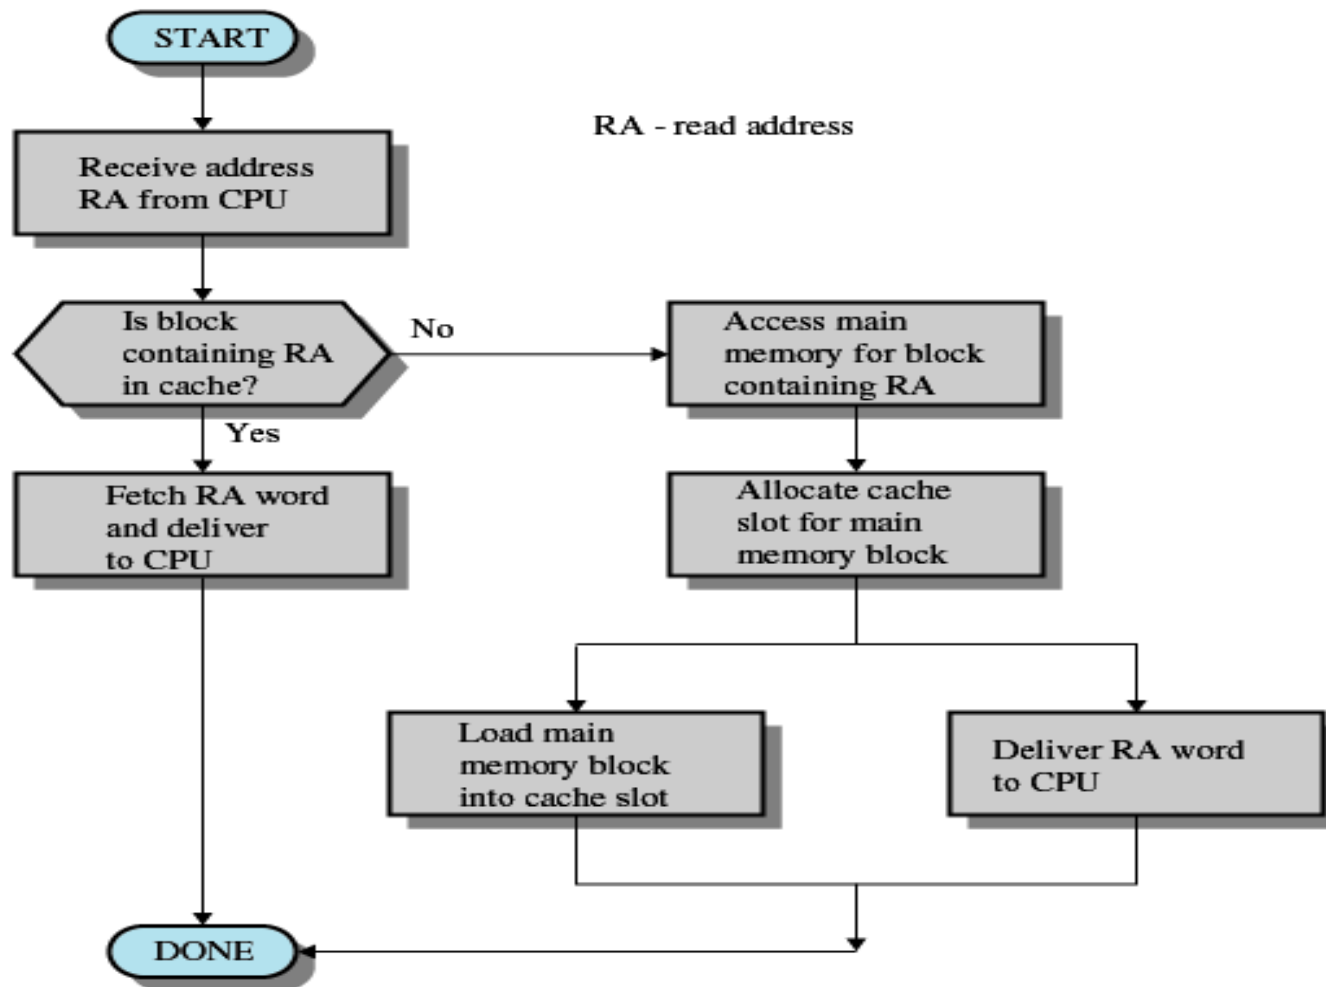 START
RA - read address
Receive address
RA from CPU
Is block
containing RA
in cache?
No
Yes
Access main
memory for block
containing RA
Fetch RA word
and deliver
to CPU
Allocate cache
slot for main
memory block
Load main
memory block
into cache slot
Deliver RA word
to CPU
DONE